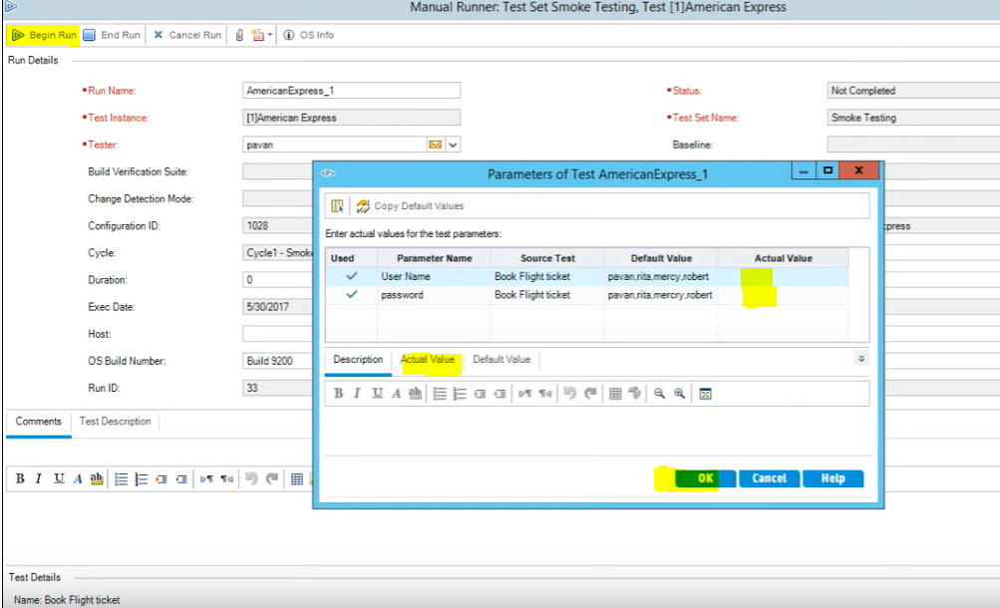 Manual Runner: Test Set Smoke Testing, Test [1]American Express
Begin Run End Run Cancel Run OS Info
Run Details
Run Name: AmericanExpress_1 Status: Not Completed
Test Instance: [1]American Express Test Set:Name: Smoke Testing
Tester: pavan Baseline:
Build Verification Suite:
Change Detection Mode:
Configuration ID: 1028 xpress
Cycle: Cycle1 - Smoke
Duration: 0
Exec Date: 5/30/2017
Host:
OS Build Number: Build 9200
Run ID: 33
Comments Test Description
B I U A ab
Parameters of Test AmericanExpress_1
Copy Default Values
Enter actual values for the test parameters:
Used Parameter Name Source Test Default Value Actual Value
User Name Book Flight ticket pavan,rita,mercy,robert
password Book Flight ticket pavan,rita,mercy,robert
Description Actual Value Default Value
B I U A ab
OK Cancel Help
Test Details
Name: Book Flight ticket